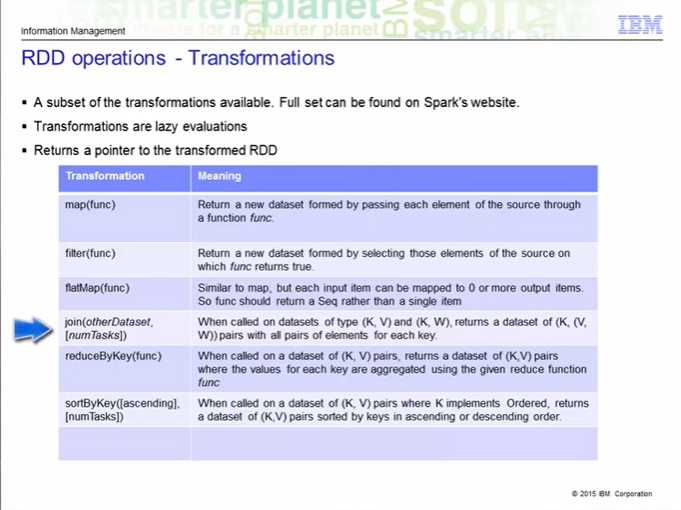 smarter planet
software for a smarter planet
IBM
Information Management
IBM
RDD operations - Transformations
▪ A subset of the transformations available. Full set can be found on Spark's website.
▪ Transformations are lazy evaluations
▪ Returns a pointer to the transformed RDD
Transformation Meaning
map(func) Return a new dataset formed by passing each element of the source through
a function func.
filter(func) Return a new dataset formed by selecting those elements of the source on
which func returns true.
flatMap(func) Similar to map, but each input item can be mapped to 0 or more output items.
So func should return a Seq rather than a single item
join(otherDataset, When called on datasets of type (K, V) and (K, W), returns a dataset of (K, (V,
[numTasks]) W)) pairs with all pairs of elements for each key.
reduceByKey(func) When called on a dataset of (K, V) pairs, returns a dataset of (K,V) pairs
where the values for each key are aggregated using the given reduce function
func
sortByKey([ascending], When called on a dataset of (K, V) pairs where K implements Ordered, returns
[numTasks]) a dataset of (K,V) pairs sorted by keys in ascending or descending order.
© 2015 IBM Corporation